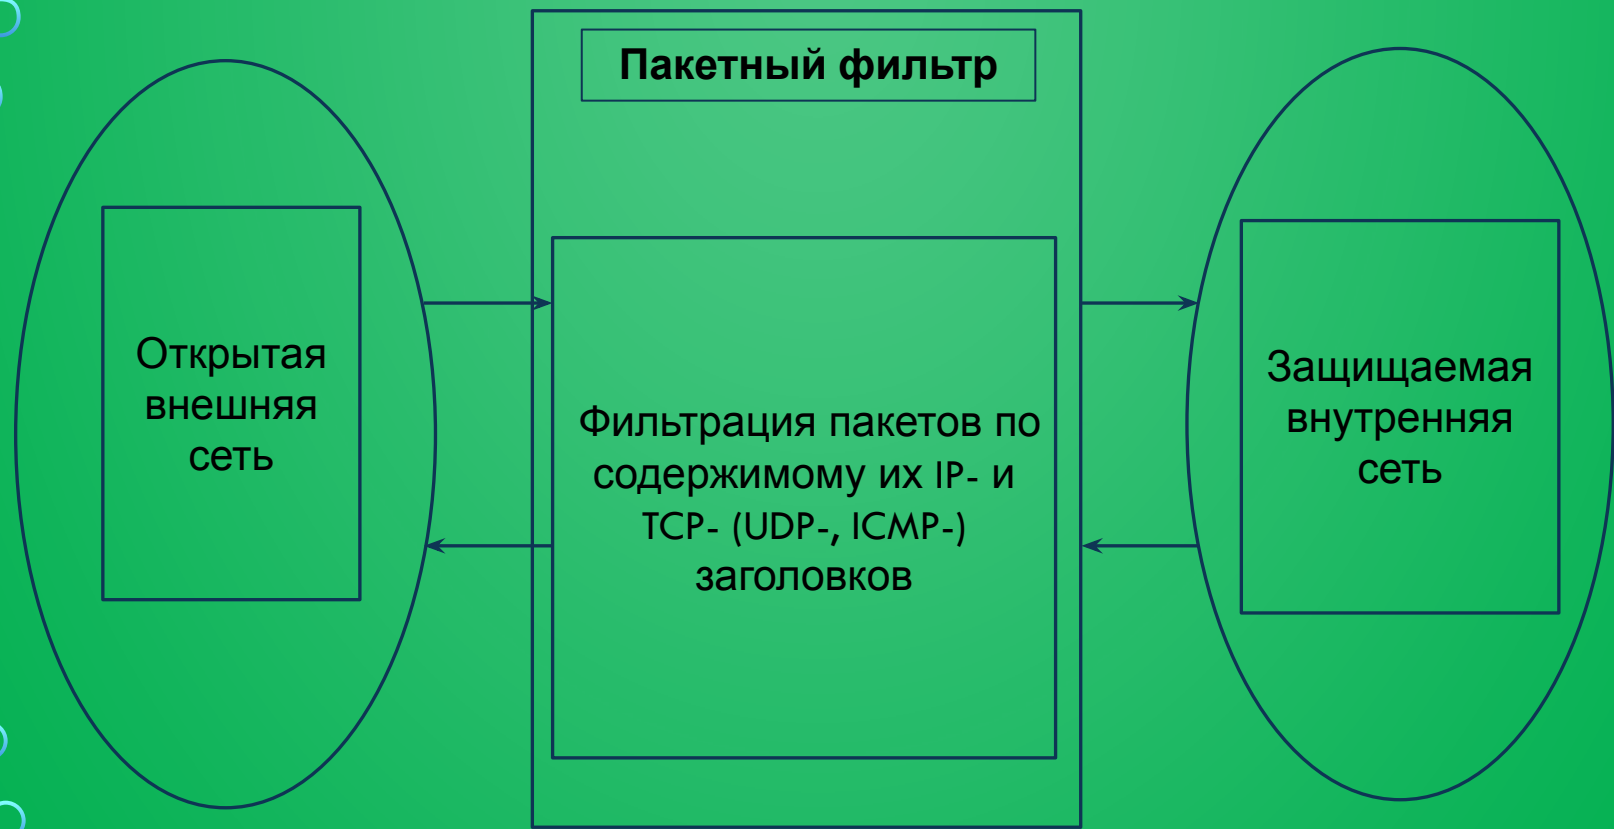 Пакетный фильтр
Открытая
внешняя
сеть
Фильтрация пакетов по
содержимому их IP- и
TCP- (UDP-, ICMP-)
заголовков
Защищаемая
внутренняя
сеть